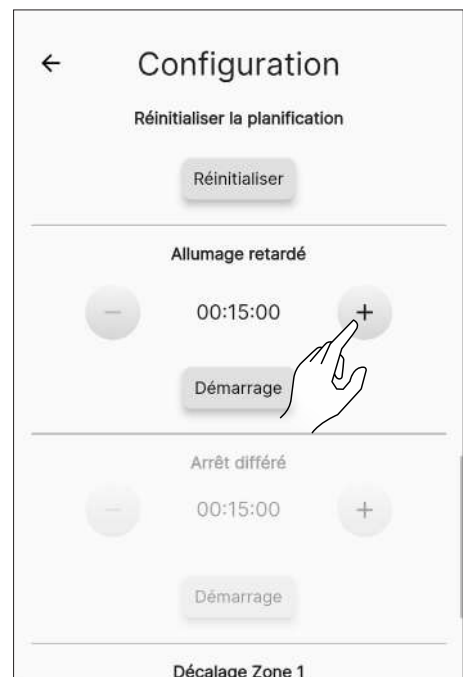 Configuration
Réinitialiser la planification
Réinitialiser
Allumage retardé
00:15:00
Démarrage
Arrêt différé
00:15:00
Démarrage
Décalage Zone 1